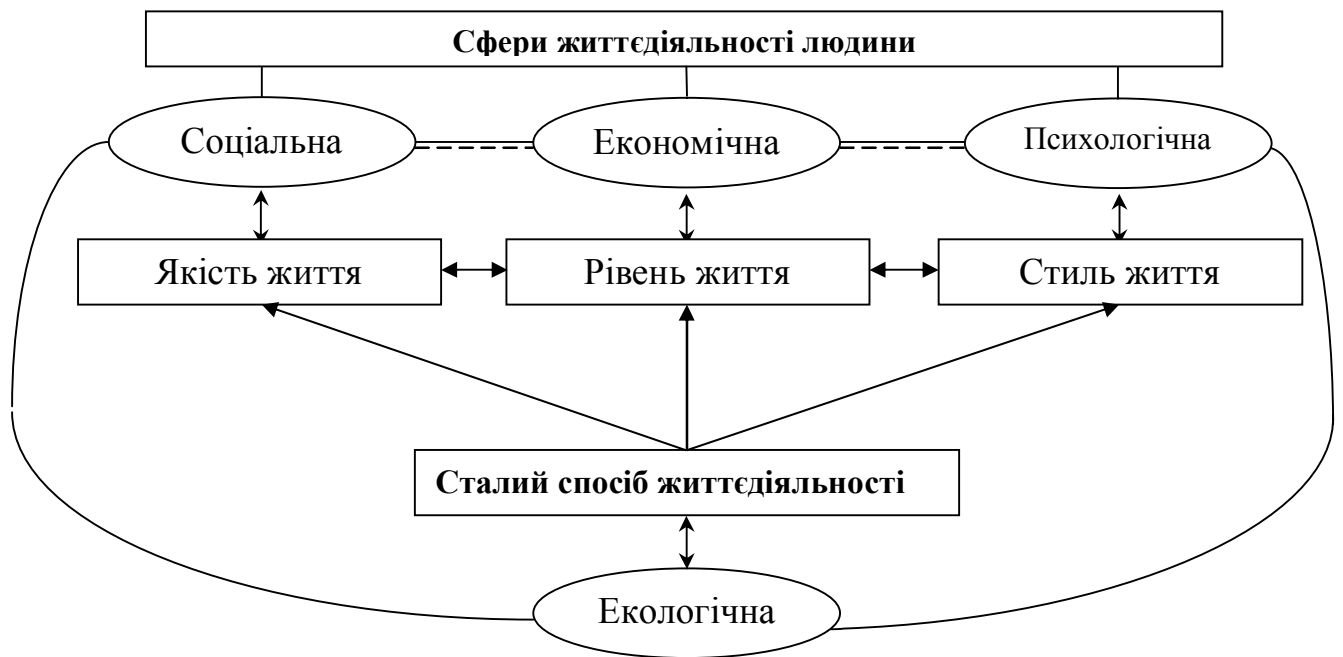 Сфери життєдіяльності людини
Соціальна
Економічна
Психологічна
Якість життя
Рівень життя
Стиль життя
Сталий спосіб життєдіяльності
Екологічна